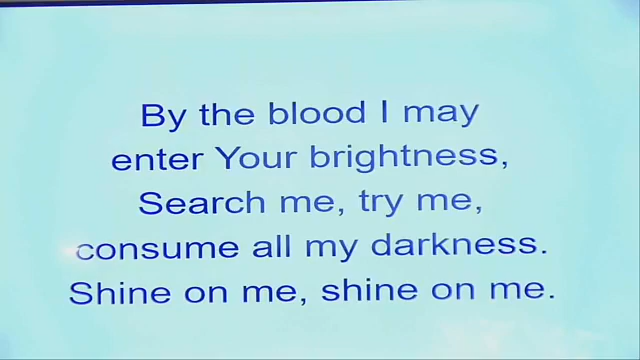 By the blood I may
enter Your brightness,
Search me, try me,
consume all my darkness.
Shine on me, shine on me.